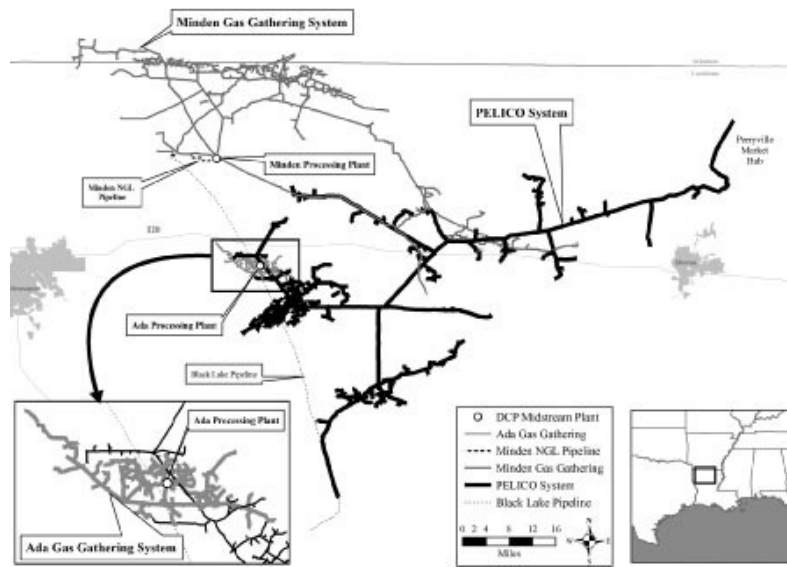 Minden Gas Gathering System
Arkansas
Louisiana
PELICO System
Perryville
Market
Hub
Minden Processing Plant
Minden NGL
Pipeline
I20
Ada Processing Plant
Black Lake Pipeline
Ada Processing Plant
Ada Gas Gathering System
DCP Midstream Plant
Ada Gas Gathering
Minden NGL Pipeline
Minden Gas Gathering
PELICO System
Black Lake Pipeline
0 2 4 8 12 16
Miles
N
W E
S